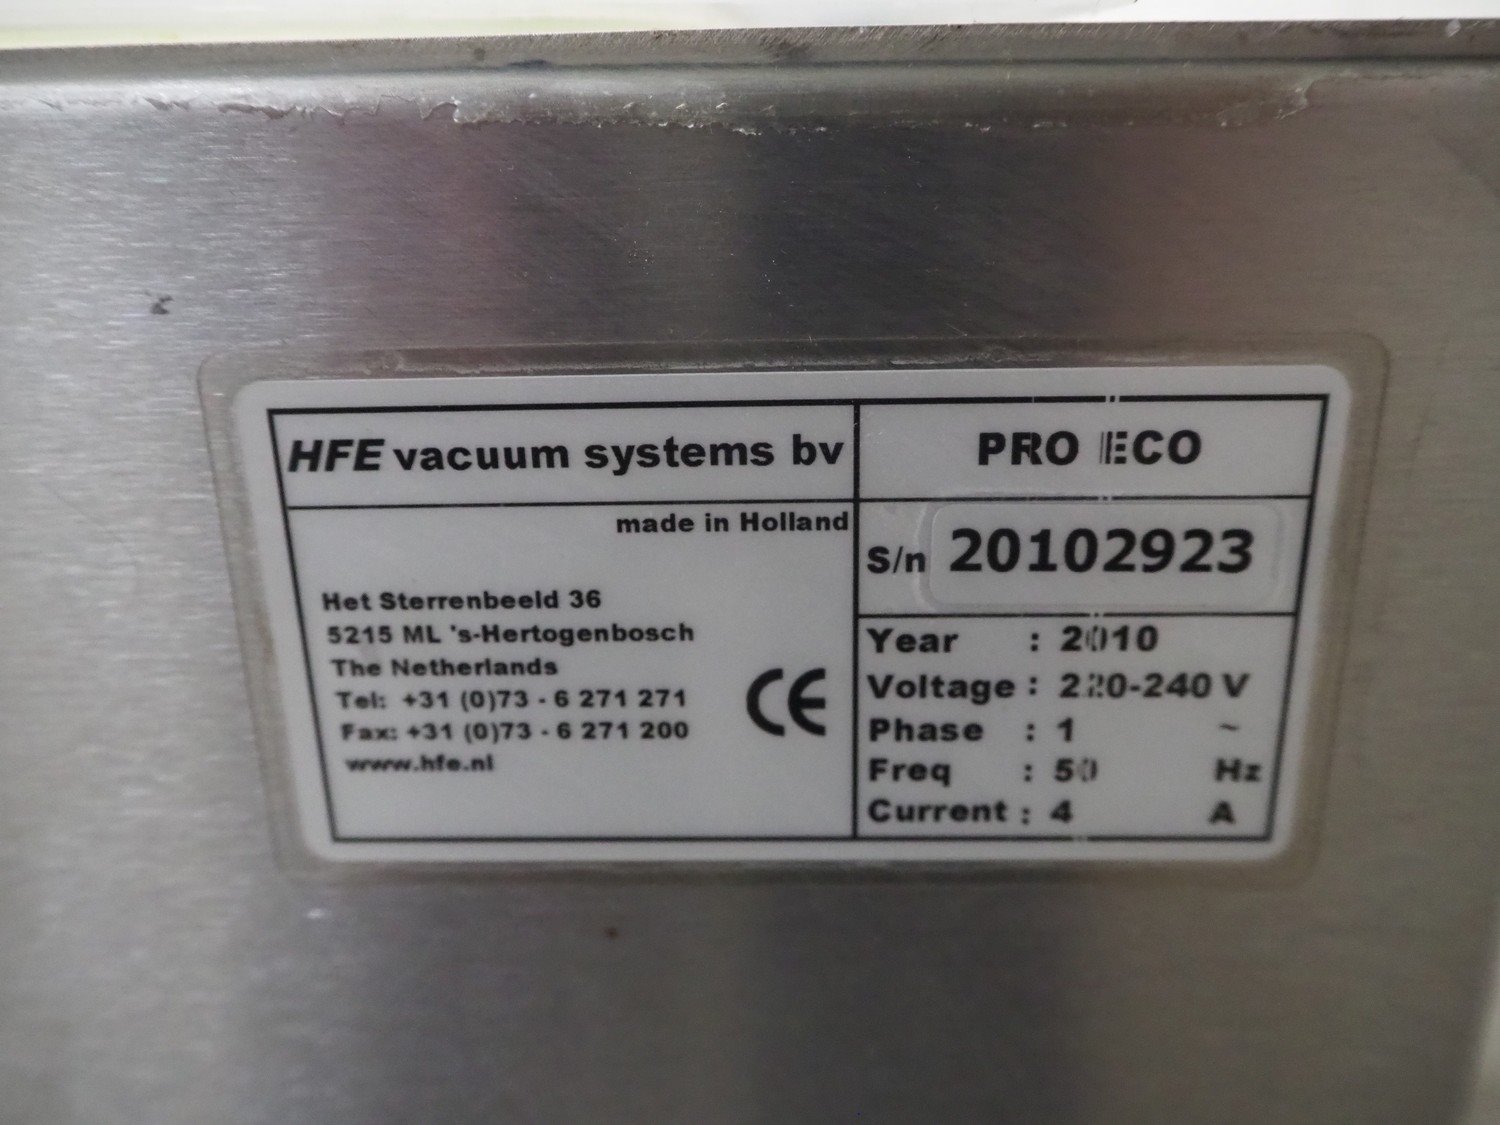 HFE vacuum systems bv
made in Holland
Het Sterrenbeeld 36
5215 ML 's-Hertogenbosch
The Netherlands
Tel: +31 (0)73 - 6 271 271
Fax: +31 (0)73 - 6 271 200
www.hfe.nl
CE
PRO ECO
S/n 20102923
Year : 2010
Voltage : 220-240 V
Phase : 1 ~
Freq : 50 Hz
Current : 4 A